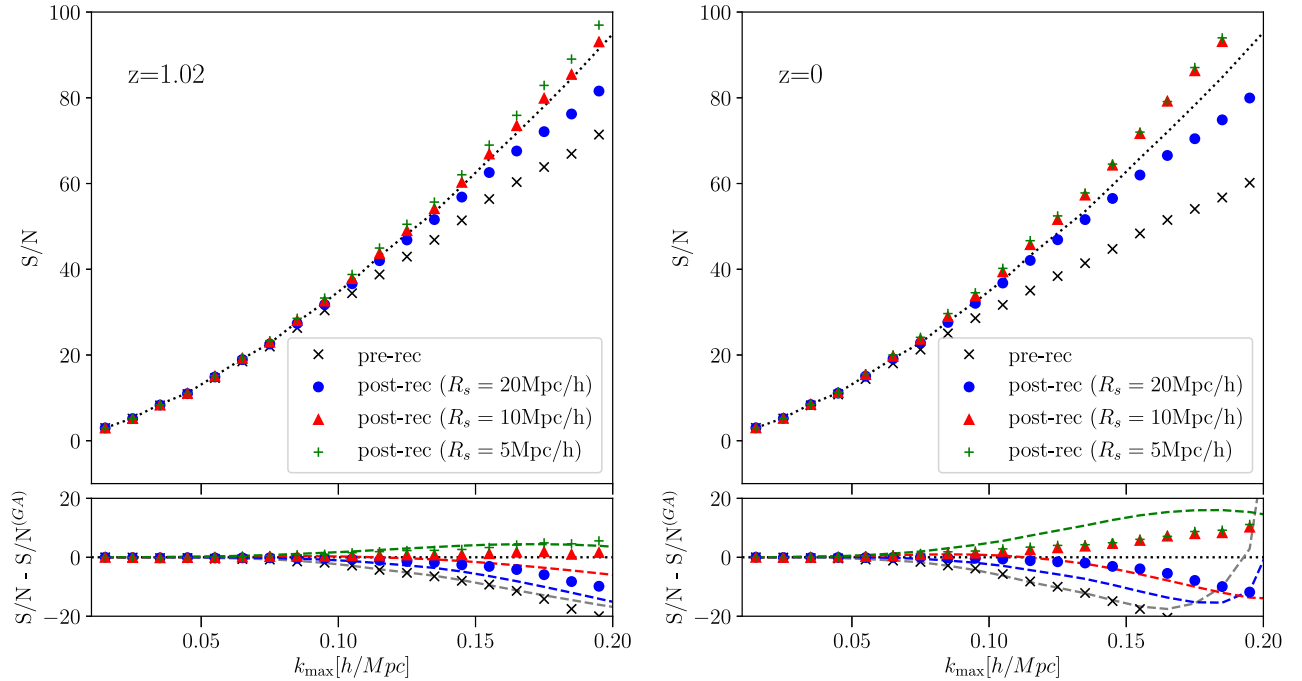 100
80
60
40
20
0
S/N
z=1.02
pre-rec
post-rec (R_s = 20Mpc/h)
post-rec (R_s = 10Mpc/h)
post-rec (R_s = 5Mpc/h)
20
0
−20
S/N - S/N^(GA)
0.05 0.10 0.15 0.20
k_max[h/Mpc]
100
80
60
40
20
0
S/N
z=0
pre-rec
post-rec (R_s = 20Mpc/h)
post-rec (R_s = 10Mpc/h)
post-rec (R_s = 5Mpc/h)
20
0
−20
S/N - S/N^(GA)
0.05 0.10 0.15 0.20
k_max[h/Mpc]